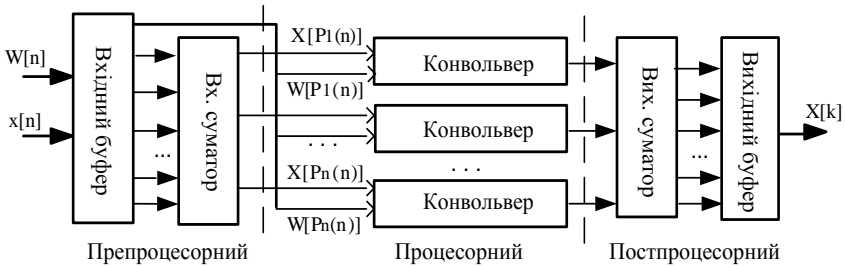 W[n]
x[n]
Вхідний буфер
...
Вх. суматор
X[P1(n)]
W[P1(n)]
Конвольвер
Конвольвер
. . .
. . .
X[Pn(n)]
W[Pn(n)]
Конвольвер
Вих. суматор
...
Вихідний буфер
X[k]
Препроцесорний
Процесорний
Постпроцесорний